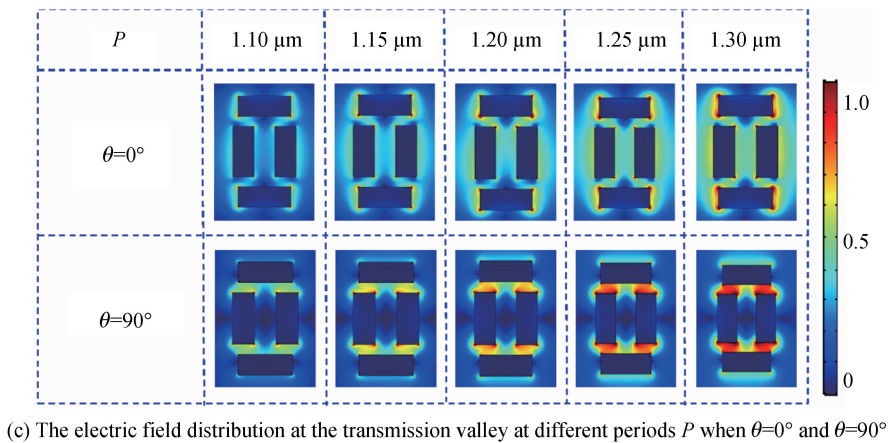 P 1.10 μm 1.15 μm 1.20 μm 1.25 μm 1.30 μm
θ=0°
θ=90°
1.0
0.5
0
(c) The electric field distribution at the transmission valley at different periods P when θ=0° and θ=90°